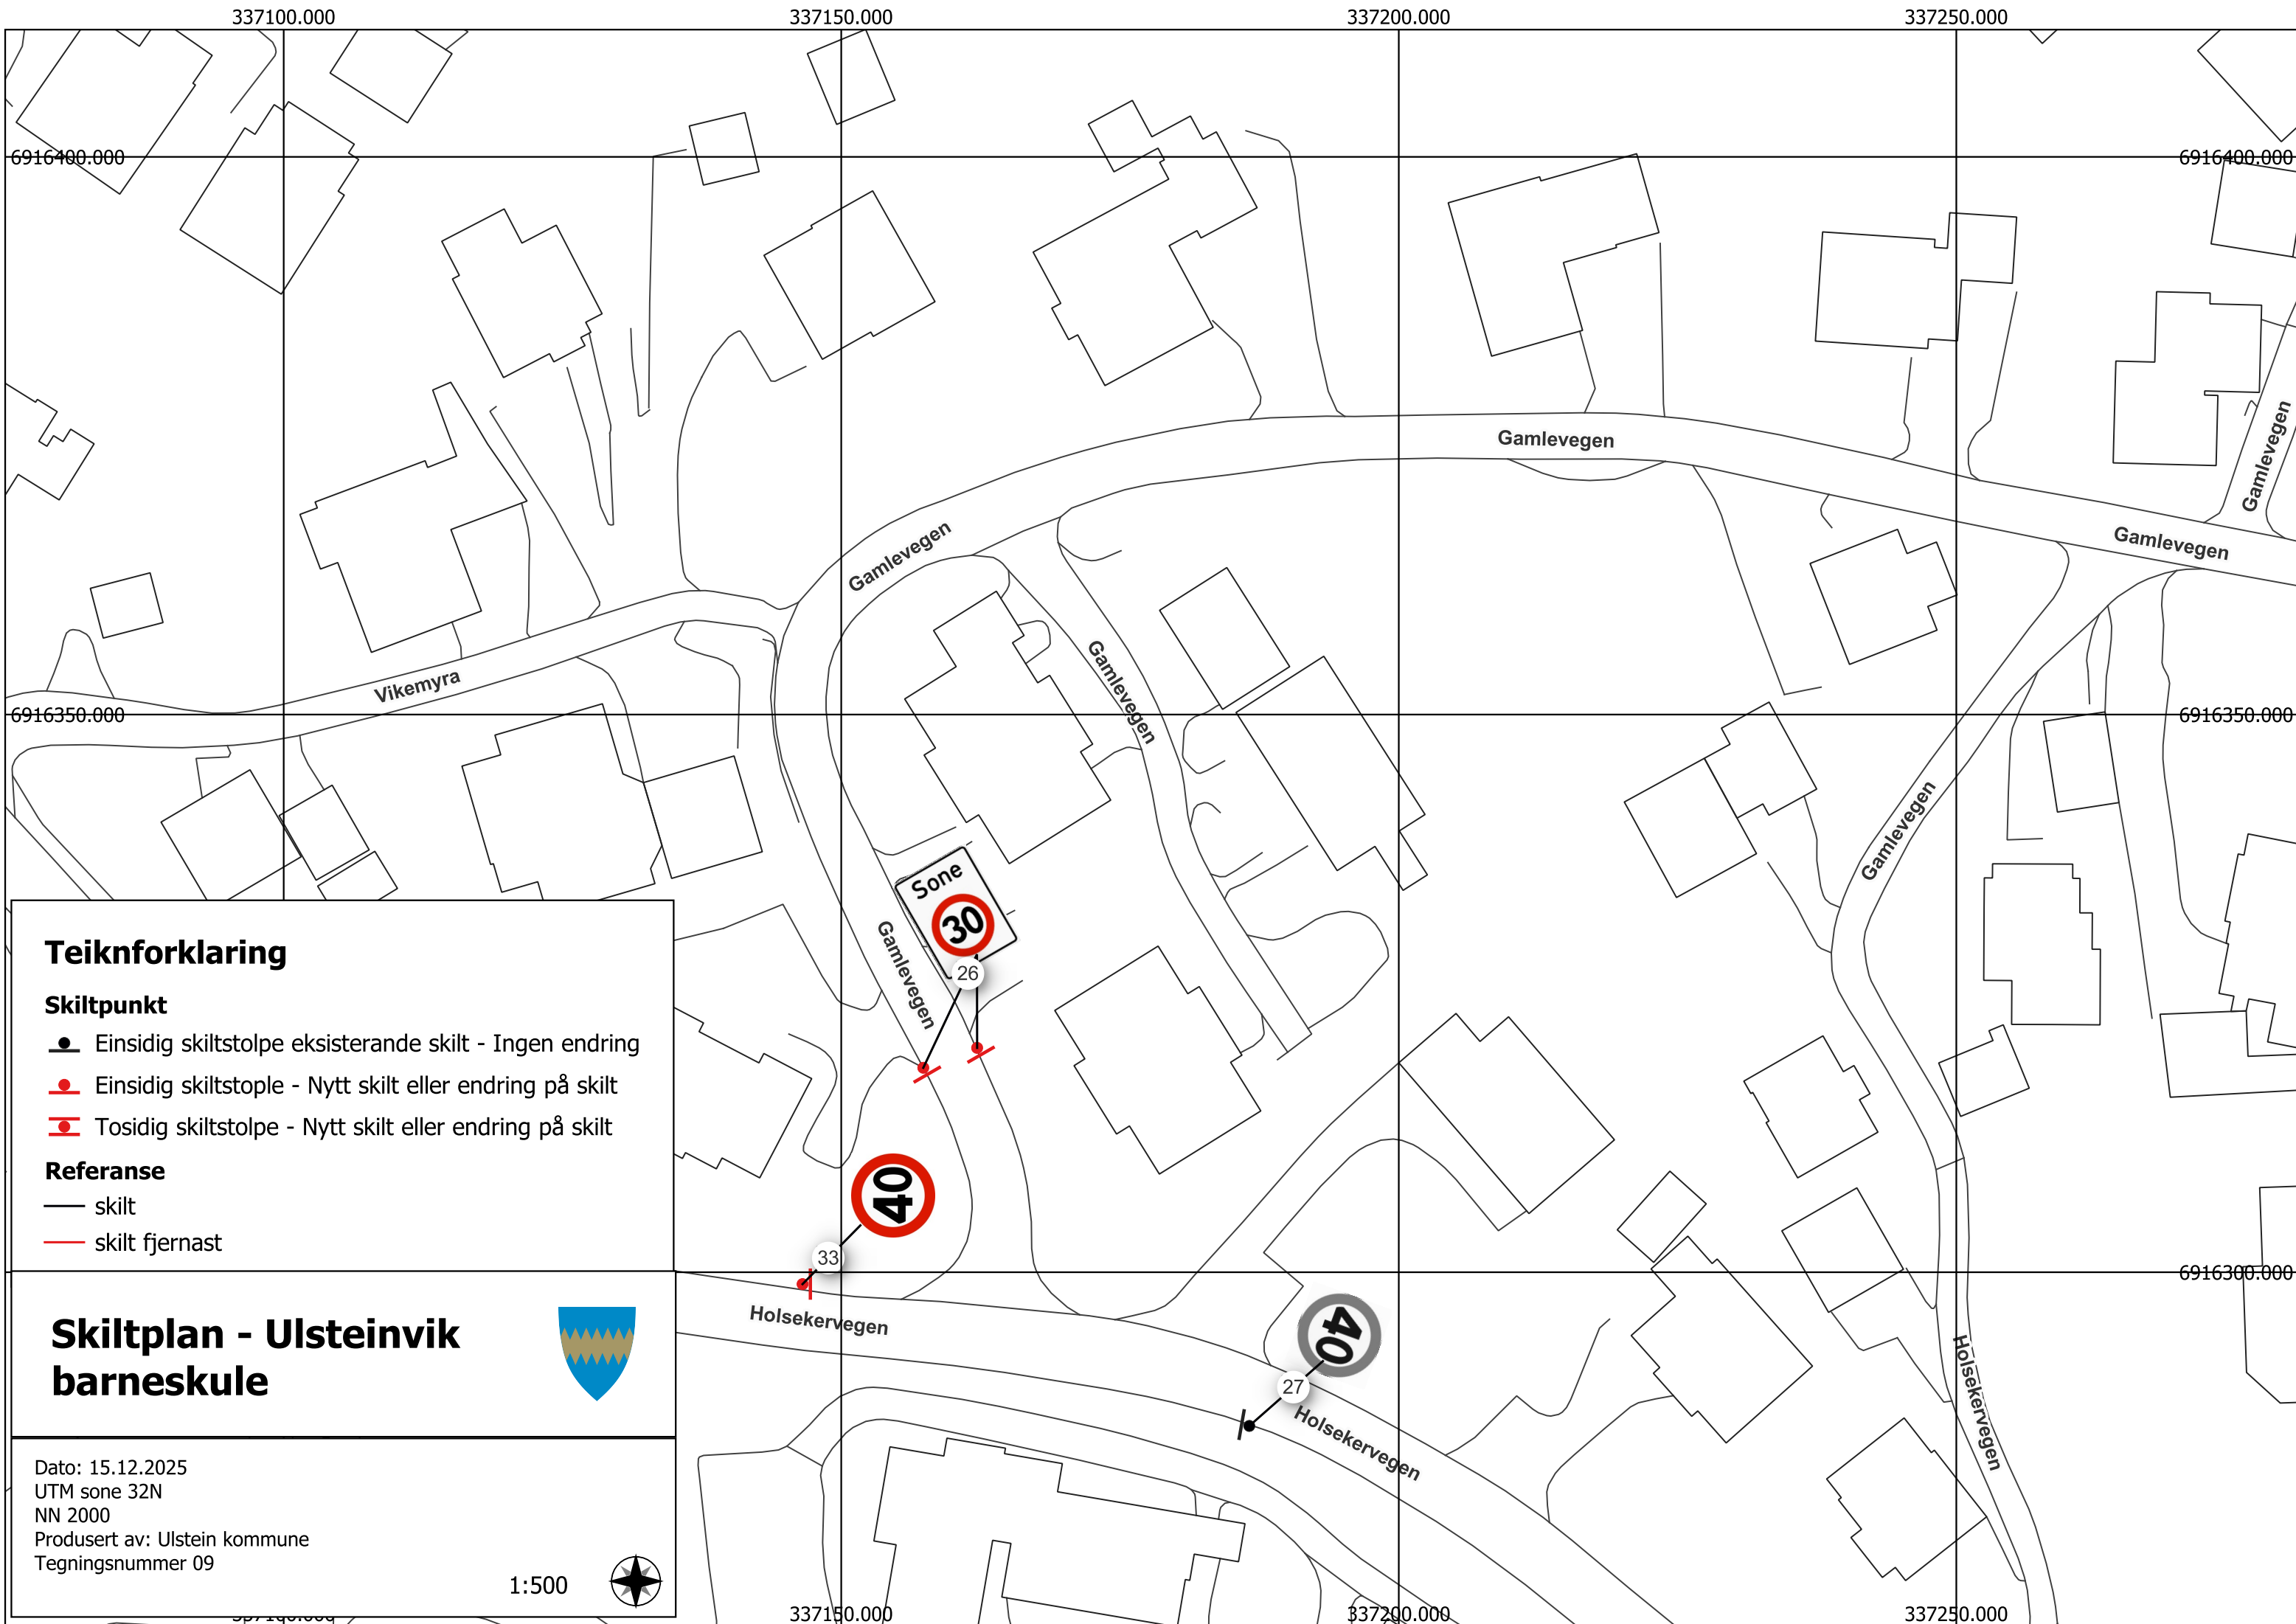 337100.000
337150.000
337200.000
337250.000
6916400.000
6916400.000
Gamlevegen
Gamlevegen
Gamlevegen
Gamlevegen
Gamlevegen
Vikemyra
6916350.000
6916350.000
Gamlevegen
Sone
30
Gamlevegen
26
Teiknforklaring
Skiltpunkt
Einsidig skiltstolpe eksisterande skilt - Ingen endring
Einsidig skiltstople - Nytt skilt eller endring på skilt
Tosidig skiltstolpe - Nytt skilt eller endring på skilt
Referanse
skilt
skilt fjernast
40
33
6916300.000
Holsekervegen
40
27
Holsekervegen
Holsekervegen
Skiltplan - Ulsteinvik
barneskule
Dato: 15.12.2025
UTM sone 32N
NN 2000
Produsert av: Ulstein kommune
Tegningsnummer 09
1:500
337150.000
337200.000
337250.000